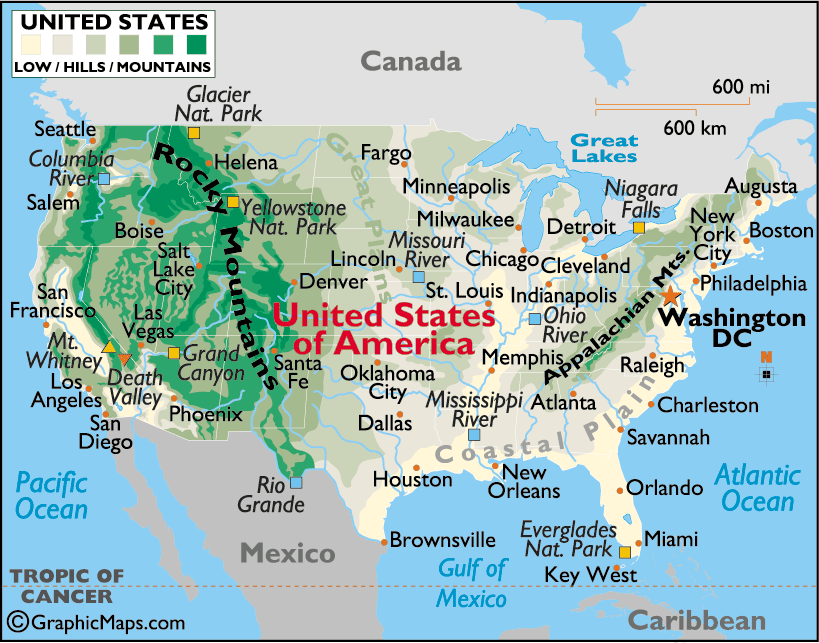 UNITED STATES
LOW / HILLS / MOUNTAINS
Canada
600 mi
600 km
Glacier
Nat. Park
Seattle
Columbia
River
Salem
Helena
Rocky Mountains
Great Plains
Fargo
Great
Lakes
Minneapolis
Niagara
Falls
Augusta
Yellowstone
Nat. Park
Boise
Milwaukee
Missouri
River
Detroit
New
York
City
Boston
Salt
Lake
City
Lincoln
Chicago
Cleveland
Denver
St. Louis
Indianapolis
Philadelphia
San
Francisco
Las
Vegas
United States
of America
Ohio
River
Appalachian Mts.
Washington
DC
Mt.
Whitney
Grand
Canyon
Death
Valley
Santa
Fe
Memphis
Raleigh
N
Oklahoma
City
Los
Angeles
Phoenix
Mississippi
River
Atlanta
Charleston
San
Diego
Dallas
Coastal Plain
Savannah
Pacific
Ocean
Rio
Grande
Houston
New
Orleans
Orlando
Atlantic
Ocean
Brownsville
Everglades
Nat. Park
Miami
Mexico
Gulf of
Mexico
Key West
TROPIC OF
CANCER
Caribbean
©GraphicMaps.com